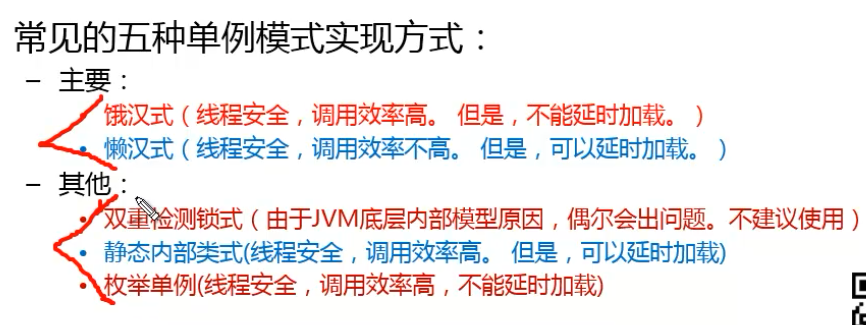 常见的五种单例模式实现方式：
– 主要：
饿汉式（线程安全，调用效率高。 但是，不能延时加载。）
• 懒汉式（线程安全，调用效率不高。 但是，可以延时加载。）
– 其他：
• 双重检测锁式（由于JVM底层内部模型原因，偶尔会出问题。不建议使用）
• 静态内部类式(线程安全，调用效率高。 但是，可以延时加载)
• 枚举单例(线程安全，调用效率高，不能延时加载)